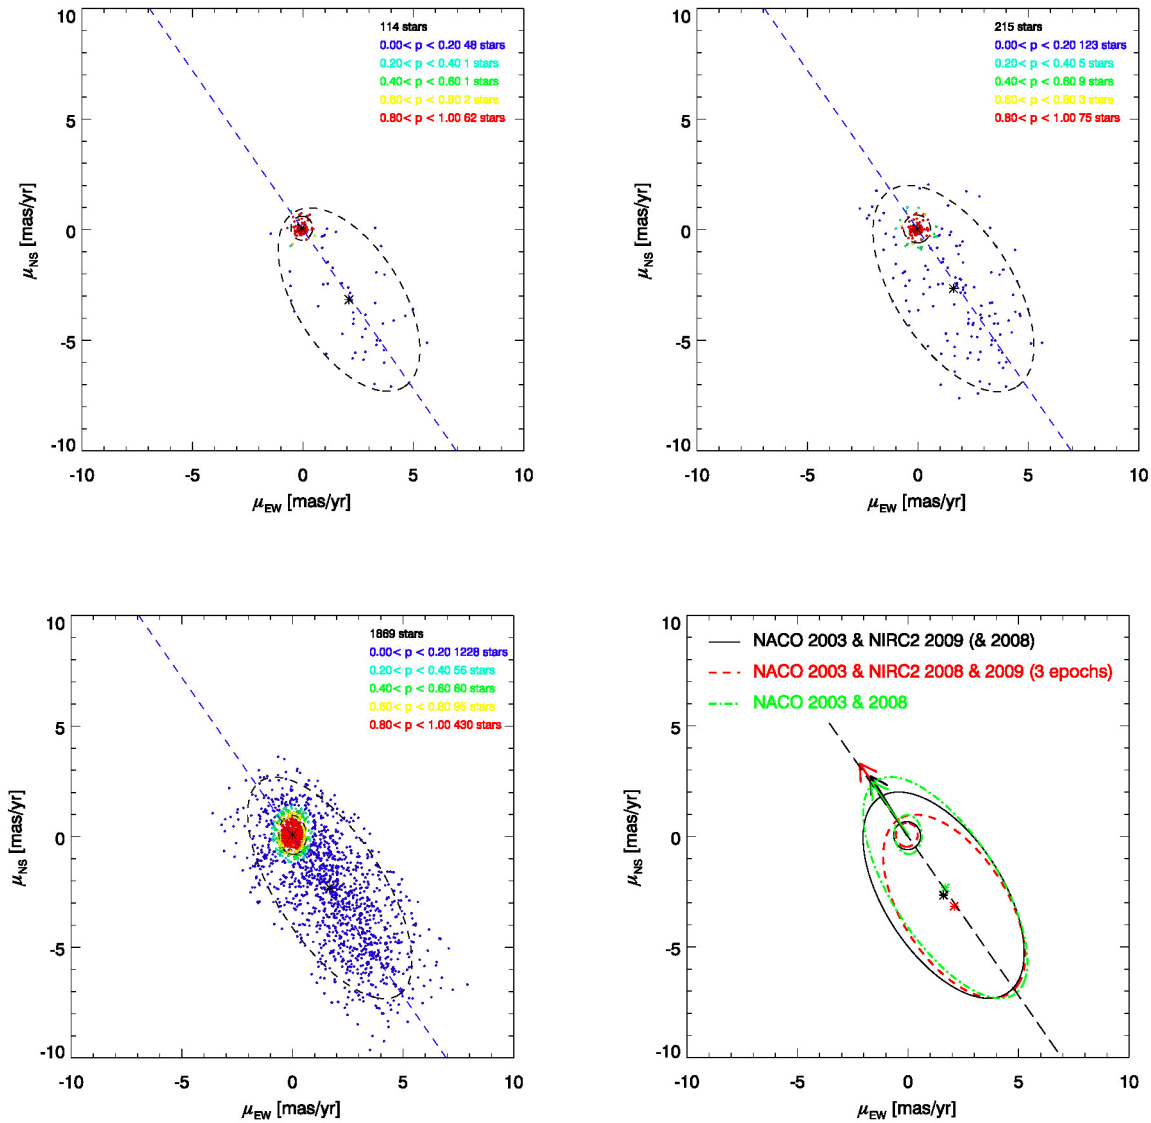 114 stars
0.00< p < 0.20 48 stars
0.20< p < 0.40 1 stars
0.40< p < 0.60 1 stars
0.60< p < 0.80 2 stars
0.80< p < 1.00 62 stars
10
5
0
-5
-10
μNS [mas/yr]
-10 -5 0 5 10
μEW [mas/yr]
215 stars
0.00< p < 0.20 123 stars
0.20< p < 0.40 5 stars
0.40< p < 0.60 9 stars
0.60< p < 0.80 3 stars
0.80< p < 1.00 75 stars
10
5
0
-5
-10
μNS [mas/yr]
-10 -5 0 5 10
μEW [mas/yr]
1869 stars
0.00< p < 0.20 1228 stars
0.20< p < 0.40 56 stars
0.40< p < 0.60 60 stars
0.60< p < 0.80 95 stars
0.80< p < 1.00 430 stars
10
5
0
-5
-10
μNS [mas/yr]
-10 -5 0 5 10
μEW [mas/yr]
NACO 2003 & NIRC2 2009 (& 2008)
NACO 2003 & NIRC2 2008 & 2009 (3 epochs)
NACO 2003 & 2008
10
5
0
-5
-10
μNS [mas/yr]
-10 -5 0 5 10
μEW [mas/yr]